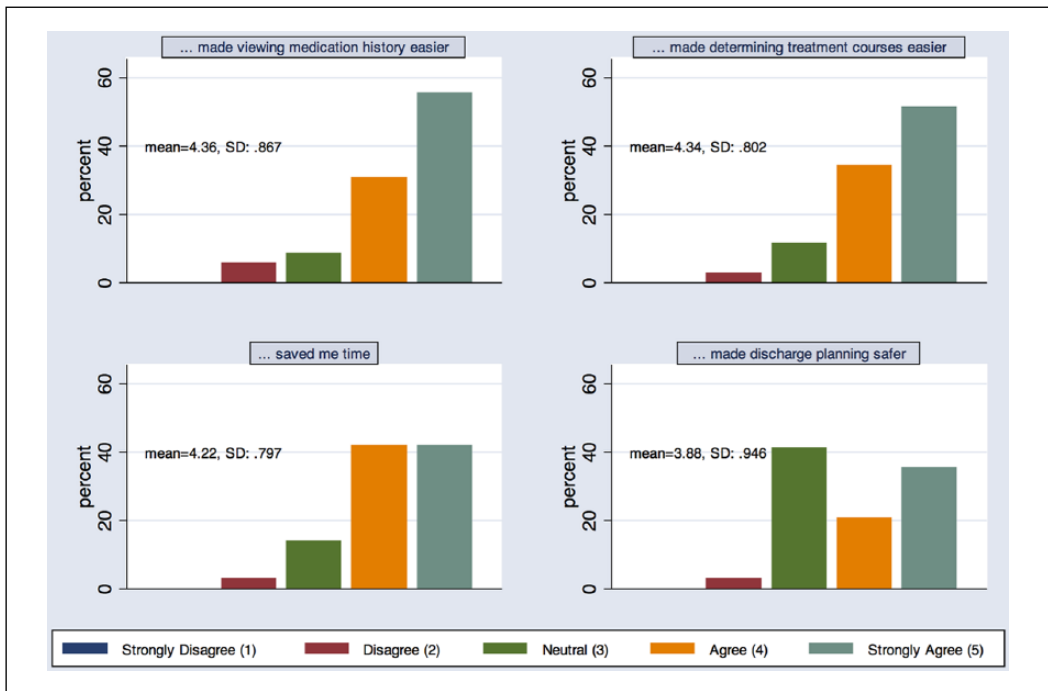 ... made viewing medication history easier
60
40
20
0
percent
mean=4.36, SD: .867
... made determining treatment courses easier
60
40
20
0
percent
mean=4.34, SD: .802
... saved me time
60
40
20
0
percent
mean=4.22, SD: .797
... made discharge planning safer
60
40
20
0
percent
mean=3.88, SD: .946
Strongly Disagree (1) Disagree (2) Neutral (3) Agree (4) Strongly Agree (5)